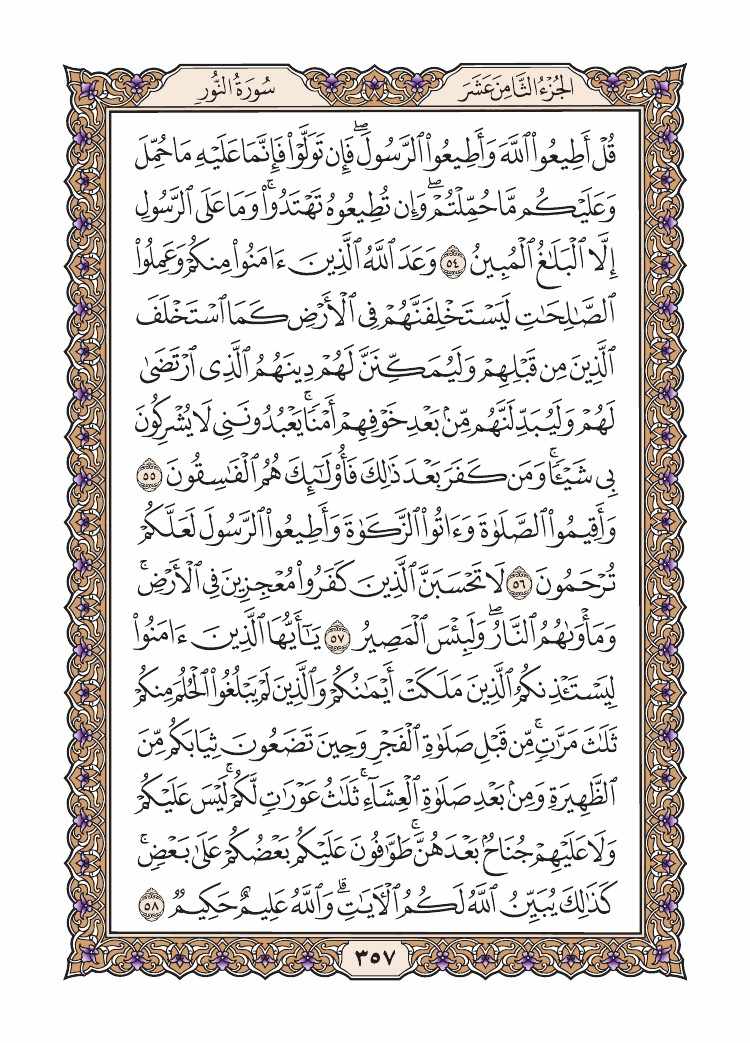 الجُزْءُ الثَّامِنَ عَشَرَ
سُورَةُ النُّورِ
قُلْ أَطِيعُوا۟ ٱللَّهَ وَأَطِيعُوا۟ ٱلرَّسُولَۖ فَإِن تَوَلَّوْا۟ فَإِنَّمَا عَلَيْهِ مَا حُمِّلَ
وَعَلَيْكُم مَّا حُمِّلْتُمْۖ وَإِن تُطِيعُوهُ تَهْتَدُوا۟ۚ وَمَا عَلَى ٱلرَّسُولِ
إِلَّا ٱلْبَلَٰغُ ٱلْمُبِينُ ٥٤ وَعَدَ ٱللَّهُ ٱلَّذِينَ ءَامَنُوا۟ مِنكُمْ وَعَمِلُوا۟
ٱلصَّٰلِحَٰتِ لَيَسْتَخْلِفَنَّهُمْ فِى ٱلْأَرْضِ كَمَا ٱسْتَخْلَفَ
ٱلَّذِينَ مِن قَبْلِهِمْ وَلَيُمَكِّنَنَّ لَهُمْ دِينَهُمُ ٱلَّذِى ٱرْتَضَىٰ
لَهُمْ وَلَيُبَدِّلَنَّهُم مِّنۢ بَعْدِ خَوْفِهِمْ أَمْنًاۚ يَعْبُدُونَنِى لَا يُشْرِكُونَ
بِى شَيْـًٔاۚ وَمَن كَفَرَ بَعْدَ ذَٰلِكَ فَأُو۟لَٰٓئِكَ هُمُ ٱلْفَٰسِقُونَ ٥٥
وَأَقِيمُوا۟ ٱلصَّلَوٰةَ وَءَاتُوا۟ ٱلزَّكَوٰةَ وَأَطِيعُوا۟ ٱلرَّسُولَ لَعَلَّكُمْ
تُرْحَمُونَ ٥٦ لَا تَحْسَبَنَّ ٱلَّذِينَ كَفَرُوا۟ مُعْجِزِينَ فِى ٱلْأَرْضِۚ
وَمَأْوَىٰهُمُ ٱلنَّارُۖ وَلَبِئْسَ ٱلْمَصِيرُ ٥٧ يَٰٓأَيُّهَا ٱلَّذِينَ ءَامَنُوا۟
لِيَسْتَـْٔذِنكُمُ ٱلَّذِينَ مَلَكَتْ أَيْمَٰنُكُمْ وَٱلَّذِينَ لَمْ يَبْلُغُوا۟ ٱلْحُلُمَ مِنكُمْ
ثَلَٰثَ مَرَّٰتٍۚ مِّن قَبْلِ صَلَوٰةِ ٱلْفَجْرِ وَحِينَ تَضَعُونَ ثِيَابَكُم مِّنَ
ٱلظَّهِيرَةِ وَمِنۢ بَعْدِ صَلَوٰةِ ٱلْعِشَآءِۚ ثَلَٰثُ عَوْرَٰتٍ لَّكُمْۚ لَيْسَ عَلَيْكُمْ
وَلَا عَلَيْهِمْ جُنَاحٌۢ بَعْدَهُنَّۚ طَوَّٰفُونَ عَلَيْكُم بَعْضُكُمْ عَلَىٰ بَعْضٍۚ
كَذَٰلِكَ يُبَيِّنُ ٱللَّهُ لَكُمُ ٱلْءَايَٰتِۗ وَٱللَّهُ عَلِيمٌ حَكِيمٌ ٥٨
٣٥٧